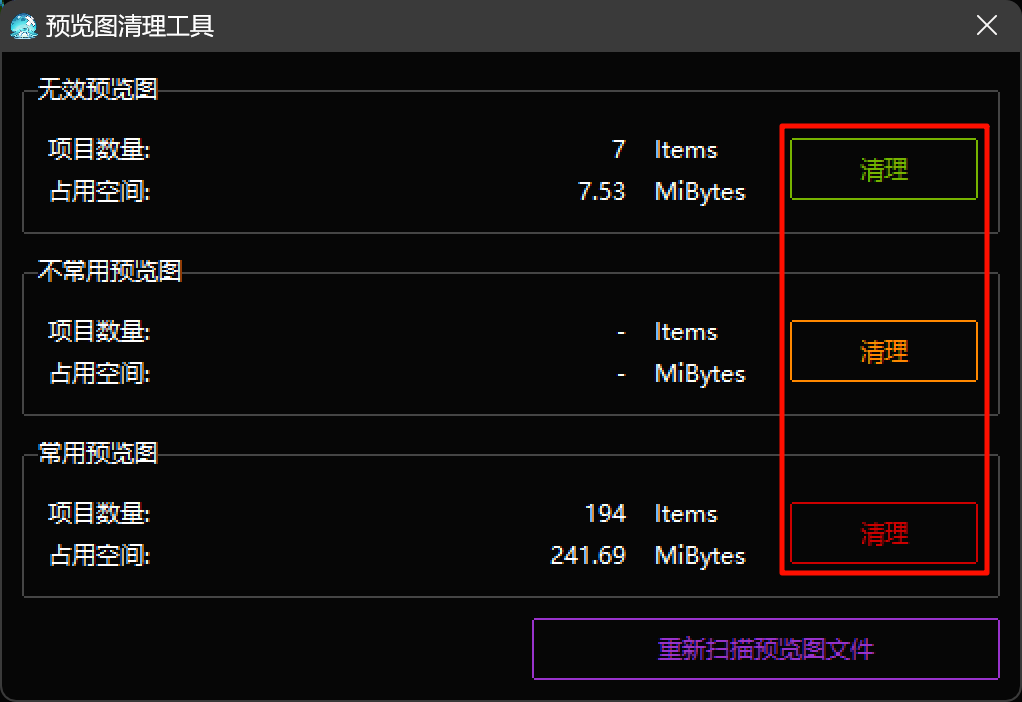 预览图清理工具
无效预览图
项目数量: 7 Items
占用空间: 7.53 MiBytes
清理
不常用预览图
项目数量: - Items
占用空间: - MiBytes
清理
常用预览图
项目数量: 194 Items
占用空间: 241.69 MiBytes
清理
重新扫描预览图文件